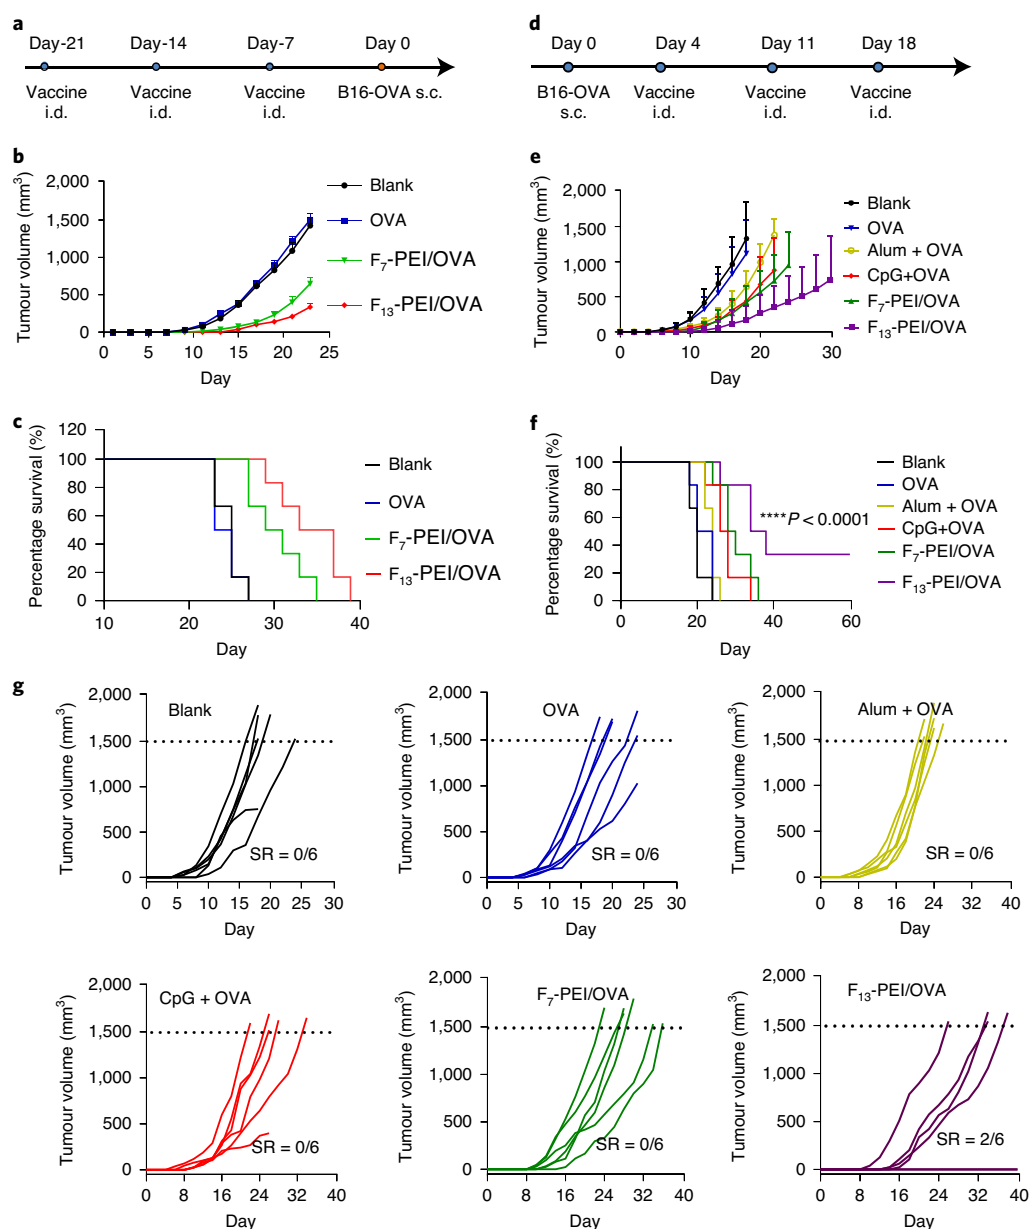 a
Day-21 Day-14 Day-7 Day 0
Vaccine Vaccine Vaccine B16-OVA s.c.
i.d. i.d. i.d.
d
Day 0 Day 4 Day 11 Day 18
B16-OVA Vaccine Vaccine Vaccine
s.c. i.d. i.d. i.d.
b
Tumour volume (mm³)
2,000
1,500
1,000
500
0
0 5 10 15 20 25
Day
Blank
OVA
F₇-PEI/OVA
F₁₃-PEI/OVA
e
Tumour volume (mm³)
2,000
1,500
1,000
500
0
0 10 20 30
Day
Blank
OVA
Alum + OVA
CpG+OVA
F₇-PEI/OVA
F₁₃-PEI/OVA
c
Percentage survival (%)
120
100
80
60
40
20
0
10 20 30 40
Day
Blank
OVA
F₇-PEI/OVA
F₁₃-PEI/OVA
f
Percentage survival (%)
100
80
60
40
20
0
0 20 40 60
Day
****P < 0.0001
Blank
OVA
Alum + OVA
CpG+OVA
F₇-PEI/OVA
F₁₃-PEI/OVA
g
Tumour volume (mm³)
2,000
1,500
1,000
500
0
Blank
SR = 0/6
0 5 10 15 20 25 30
Day
Tumour volume (mm³)
2,000
1,500
1,000
500
0
OVA
SR = 0/6
0 5 10 15 20 25 30
Day
Tumour volume (mm³)
2,000
1,500
1,000
500
0
Alum + OVA
SR = 0/6
0 8 16 24 32 40
Day
Tumour volume (mm³)
2,000
1,500
1,000
500
0
CpG + OVA
SR = 0/6
0 8 16 24 32 40
Day
Tumour volume (mm³)
2,000
1,500
1,000
500
0
F₇-PEI/OVA
SR = 0/6
0 8 16 24 32 40
Day
Tumour volume (mm³)
2,000
1,500
1,000
500
0
F₁₃-PEI/OVA
SR = 2/6
0 8 16 24 32 40
Day